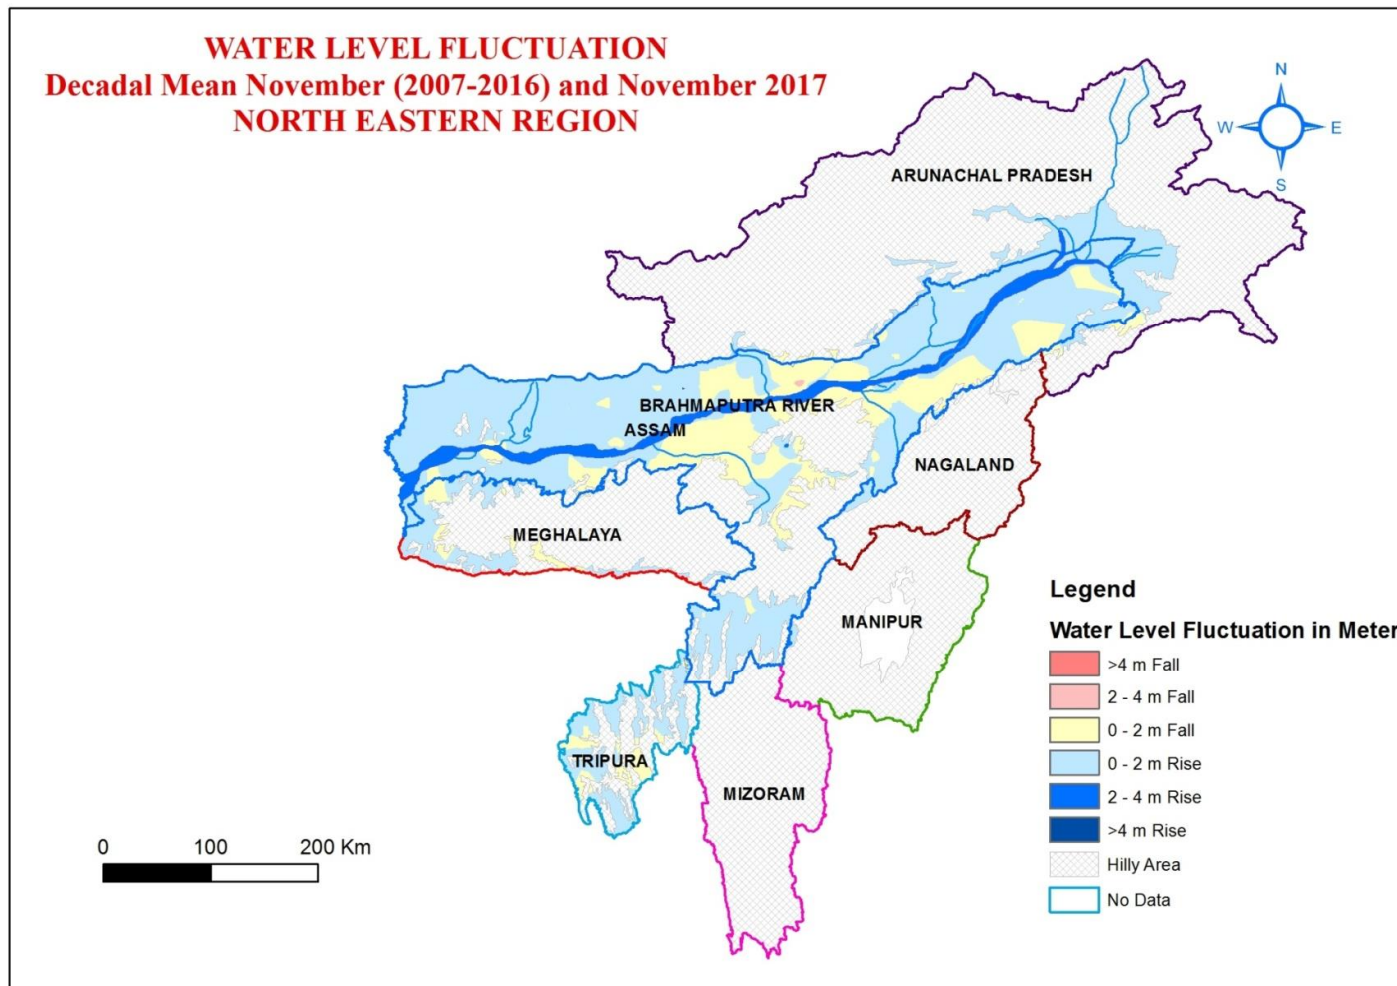 WATER LEVEL FLUCTUATION
Decadal Mean November (2007-2016) and November 2017
NORTH EASTERN REGION
N
W
E
S
ARUNACHAL PRADESH
BRAHMAPUTRA RIVER
ASSAM
NAGALAND
MEGHALAYA
MANIPUR
TRIPURA
MIZORAM
0 100 200 Km
Legend
Water Level Fluctuation in Meter
>4 m Fall
2 - 4 m Fall
0 - 2 m Fall
0 - 2 m Rise
2 - 4 m Rise
>4 m Rise
Hilly Area
No Data